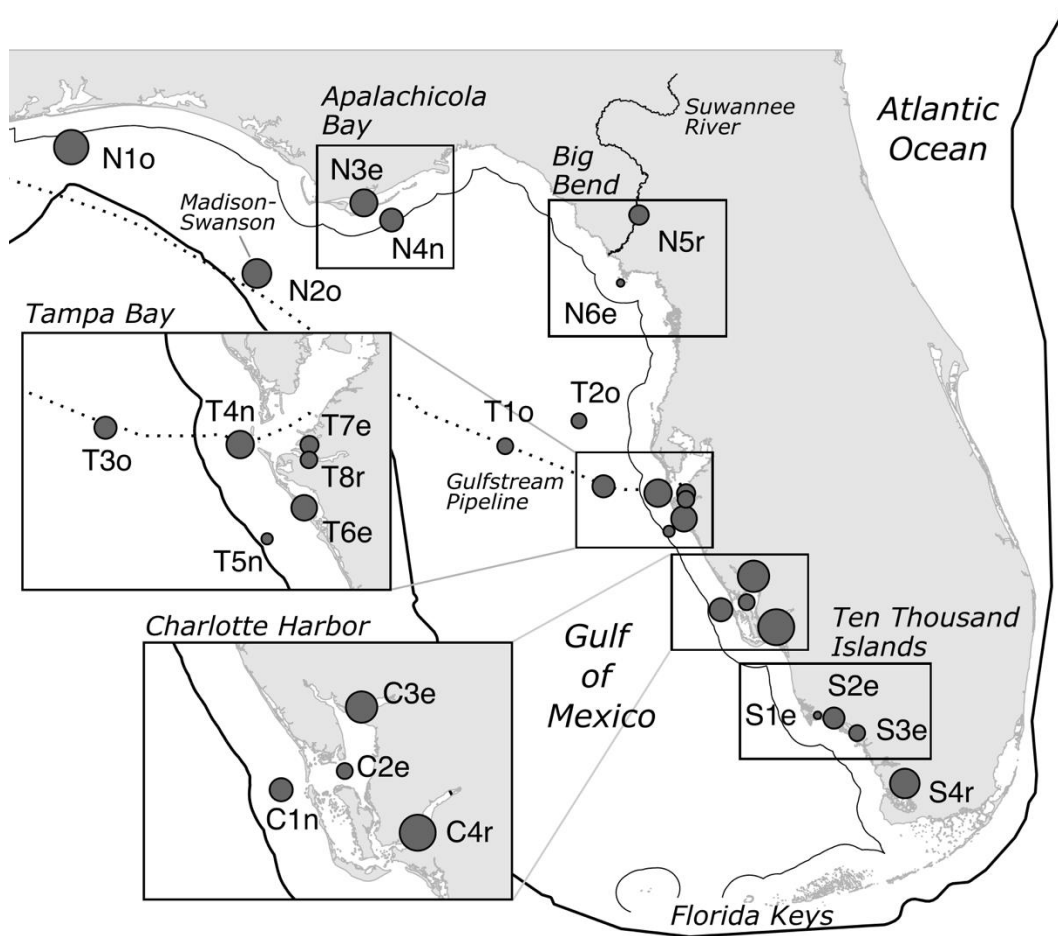 Apalachicola
Bay
Suwannee
River
Atlantic
Ocean
N1o
N3e
N4n
Big
Bend
N5r
N6e
Madison-
Swanson
N2o
Tampa Bay
T4n
T7e
T8r
T3o
T6e
T5n
T1o
T2o
Gulfstream
Pipeline
Charlotte Harbor
C3e
C2e
C1n
C4r
Gulf
of
Mexico
Ten Thousand
Islands
S2e
S1e
S3e
S4r
Florida Keys